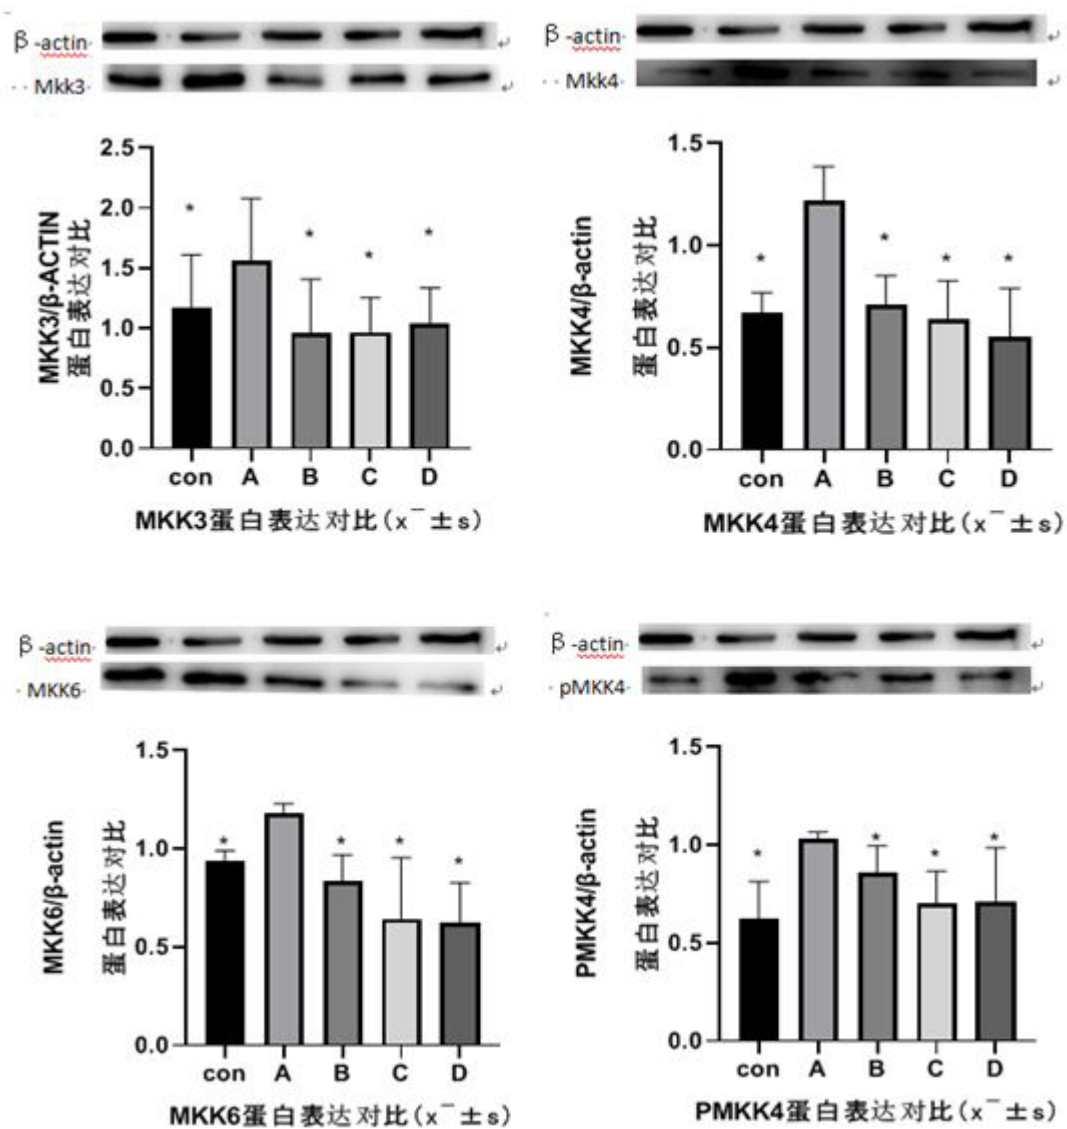 β-actin
Mkk3
MKK3/β-ACTIN
蛋白表达对比
2.5
2.0
1.5
1.0
0.5
0.0
* * * *
con A B C D
MKK3蛋白表达对比(x¯±s)
β-actin
Mkk4
MKK4/β-actin
蛋白表达对比
1.5
1.0
0.5
0.0
* * * *
con A B C D
MKK4蛋白表达对比(x¯±s)
β-actin
MKK6
MKK6/β-actin
蛋白表达对比
1.5
1.0
0.5
0.0
* * * *
con A B C D
MKK6蛋白表达对比(x¯±s)
β-actin
pMKK4
PMKK4/β-actin
蛋白表达对比
1.5
1.0
0.5
0.0
* * * *
con A B C D
PMKK4蛋白表达对比(x¯±s)